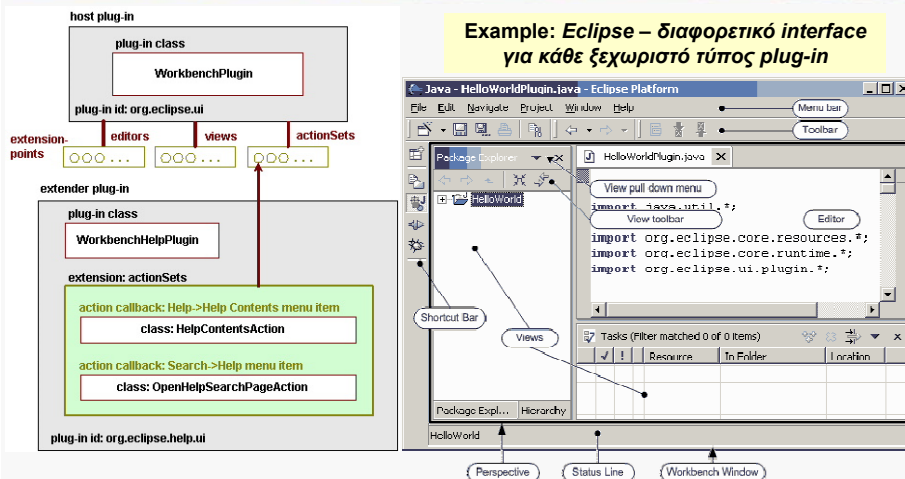 host plug-in
plug-in class
WorkbenchPlugin
plug-in id: org.eclipse.ui
extension-
points
editors
views
actionSets
extender plug-in
plug-in class
WorkbenchHelpPlugin
extension: actionSets
action callback: Help->Help Contents menu item
class: HelpContentsAction
action callback: Search->Help menu item
class: OpenHelpSearchPageAction
plug-in id: org.eclipse.help.ui
Example: Eclipse – διαφορετικό interface
για κάθε ξεχωριστό τύπος plug-in
Java - HelloWorldPlugin.java - Eclipse Platform
File Edit Navigate Project Window Help
Menu bar
Toolbar
Package Explorer
HelloWorldPlugin.java
HelloWorld
View pull down menu
import java.util.*;
View toolbar
Editor
import org.eclipse.core.resources.*;
import org.eclipse.core.runtime.*;
import org.eclipse.ui.plugin.*;
Shortcut Bar
Views
Tasks (Filter matched 0 of 0 items)
! Resource In Folder Location
Package Expl... Hierarchy
HelloWorld
Perspective
Status Line
Workbench Window